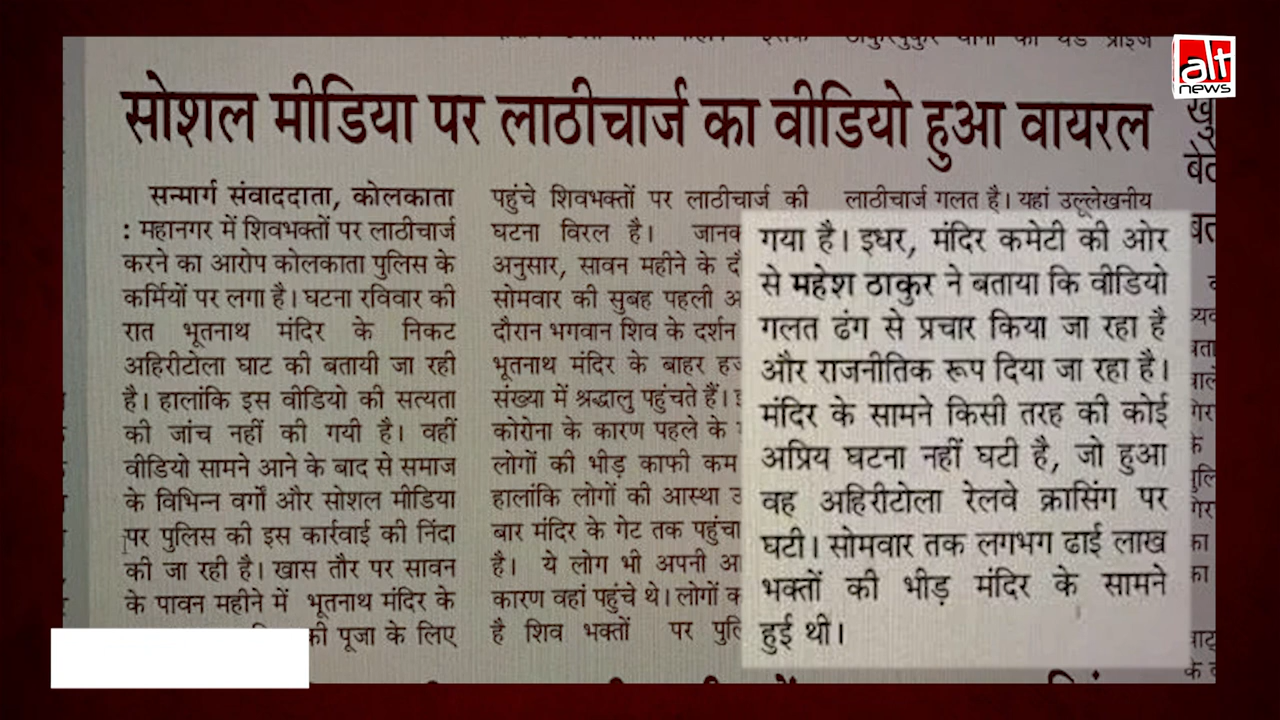 alt
news
सोशल मीडिया पर लाठीचार्ज का वीडियो हुआ वायरल
सन्मार्ग संवाददाता, कोलकाता
: महानगर में शिवभक्तों पर लाठीचार्ज
करने का आरोप कोलकाता पुलिस के
कर्मियों पर लगा है। घटना रविवार की
रात भूतनाथ मंदिर के निकट
अहिरीटोला घाट की बतायी जा रही
है। हालांकि इस वीडियो की सत्यता
की जांच नहीं की गयी है। वहीं
वीडियो सामने आने के बाद से समाज
के विभिन्न वर्गों और सोशल मीडिया
पर पुलिस की इस कार्रवाई की निंदा
की जा रही है। खास तौर पर सावन
के पावन महीने में भूतनाथ मंदिर के
की पूजा के लिए
पहुंचे शिवभक्तों पर लाठीचार्ज की
घटना विरल है।
अनुसार, सावन महीने के
सोमवार की सुबह पहली
दौरान भगवान शिव के दर्शन
भूतनाथ मंदिर के बाहर
संख्या में श्रद्धालु पहुंचते हैं।
कोरोना के कारण पहले के
लोगों की भीड़ काफी कम
हालांकि लोगों की आस्था
बार मंदिर के गेट तक पहुंचा
है। ये लोग भी अपनी
कारण वहां पहुंचे थे। लोगों
है शिव भक्तों पर
लाठीचार्ज गलत है। यहां उल्लेखनीय
गया है। इधर, मंदिर कमेटी की ओर
से महेश ठाकुर ने बताया कि वीडियो
गलत ढंग से प्रचार किया जा रहा है
और राजनीतिक रूप दिया जा रहा है।
मंदिर के सामने किसी तरह की कोई
अप्रिय घटना नहीं घटी है, जो हुआ
वह अहिरीटोला रेलवे क्रासिंग पर
घटी। सोमवार तक लगभग ढाई लाख
भक्तों की भीड़ मंदिर के सामने
हुई थी।